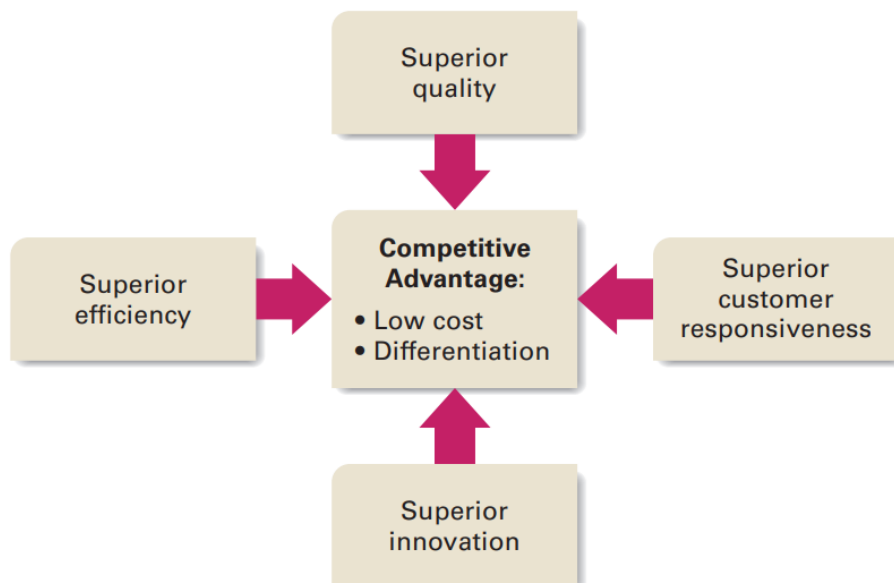 Superior
quality
Superior
efficiency
Competitive
Advantage:
• Low cost
• Differentiation
Superior
customer
responsiveness
Superior
innovation